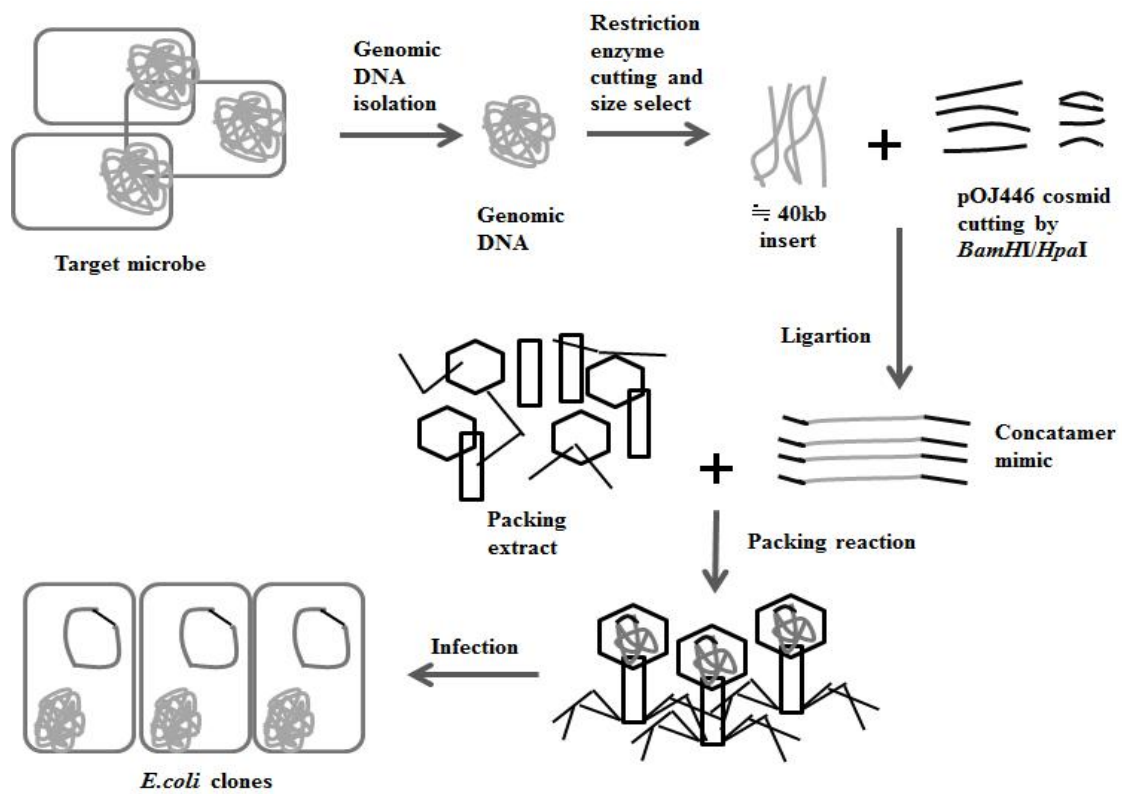 Genomic
DNA
isolation
Restriction
enzyme
cutting and
size select
Target microbe
Genomic
DNA
+
≒ 40kb
insert
pOJ446 cosmid
cutting by
BamHI/HpaI
Ligartion
Concatamer
mimic
+
Packing
extract
Packing reaction
Infection
E.coli clones